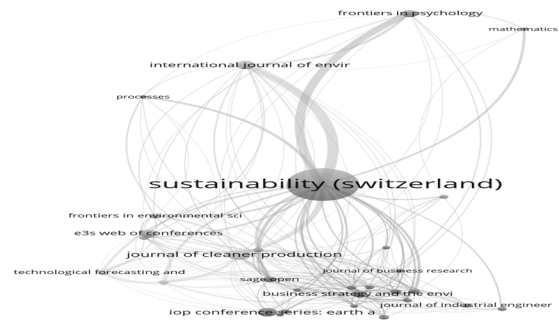 frontiers in psychology
mathematics
international journal of envir
processes
sustainability (switzerland)
frontiers in environmental sci
e3s web of conferences
journal of cleaner production
technological forecasting and
journal of business research
sage open
business strategy and the envi
journal of industrial engineer
iop conference series: earth a